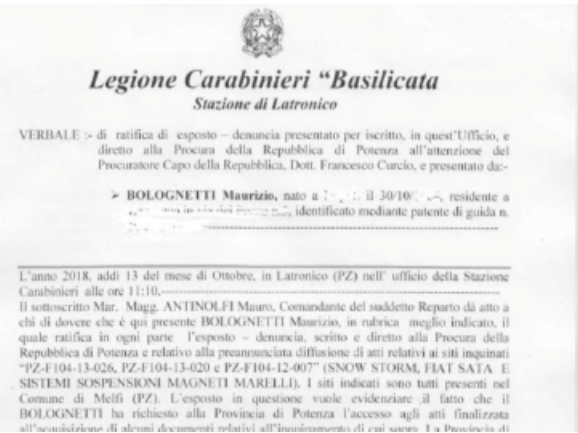 Legione Carabinieri “Basilicata
Stazione di Latronico
VERBALE :- di ratifica di esposto – denuncia presentato per iscritto, in quest'Ufficio, e
diretto alla Procura della Repubblica di Potenza all'attenzione del
Procuratore Capo della Repubblica, Dott. Francesco Curcio, e presentato da:-
➤ BOLOGNETTI Maurizio, nato a il 30/10/ , residente a
, identificato mediante patente di guida n.
L'anno 2018, addì 13 del mese di Ottobre, in Latronico (PZ) nell' ufficio della Stazione
Carabinieri alle ore 11:10,
Il sottoscritto Mar. Magg. ANTINOLFI Mauro, Comandante del suddetto Reparto dà atto a
chi di dovere che è qui presente BOLOGNETTI Maurizio, in rubrica meglio indicato, il
quale ratifica in ogni parte l'esposto – denuncia, scritto e diretto alla Procura della
Repubblica di Potenza e relativo alla preannunciata diffusione di atti relativi ai siti inquinati
“PZ-F104-13-026, PZ-F104-13-020 e PZ-F104-12-007” (SNOW STORM, FIAT SATA E
SISTEMI SOSPENSIONI MAGNETI MARELLI). I siti indicati sono tutti presenti nel
Comune di Melfi (PZ). L'esposto in questione vuole evidenziare il fatto che il
BOLOGNETTI ha richiesto alla Provincia di Potenza l'accesso agli atti finalizzata
all'acquisizione di alcuni documenti relativi all'inquinamento di cui sopra. La Provincia di